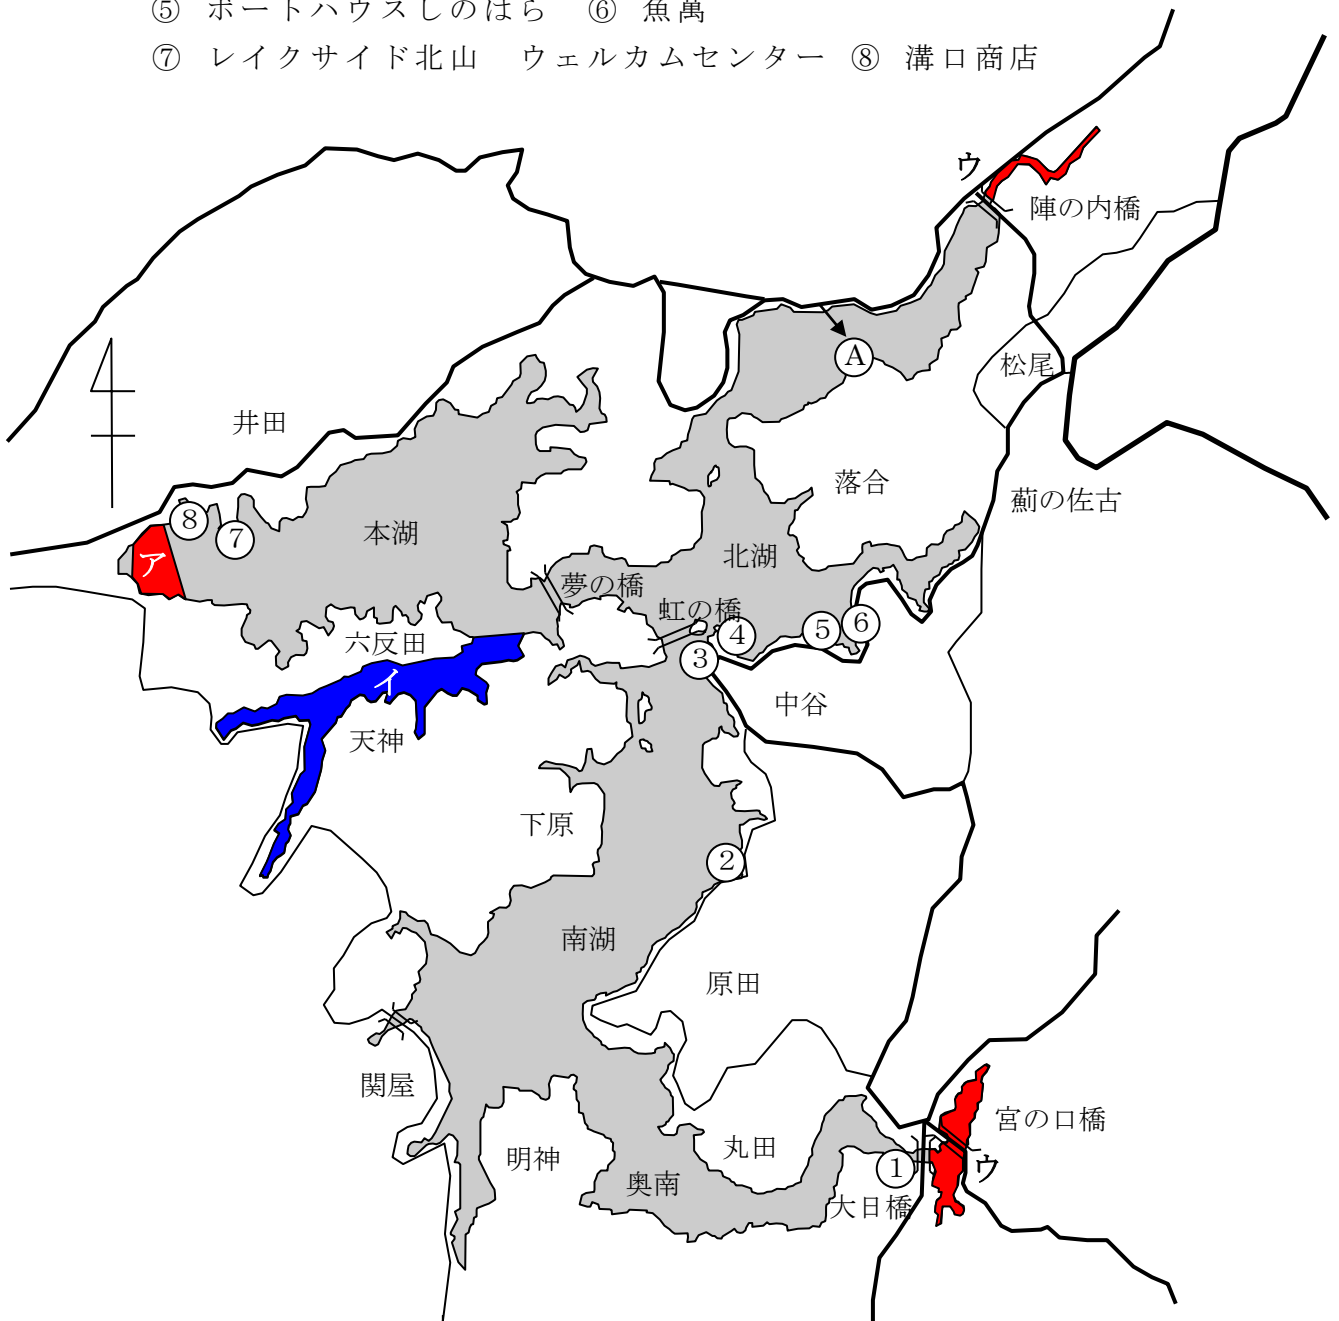 ⑤ ボートハウスしのはら ⑥ 魚萬
⑦ レイクサイド北山 ウェルカムセンター ⑧ 溝口商店
ウ
陣の内橋
A
松尾
井田
落合
薊の佐古
⑧
⑦
本湖
ア
北湖
夢の橋
虹の橋
六反田
④
⑤
⑥
③
イ
中谷
天神
下原
②
南湖
原田
関屋
宮の口橋
丸田
明神
①
ウ
奥南
大日橋